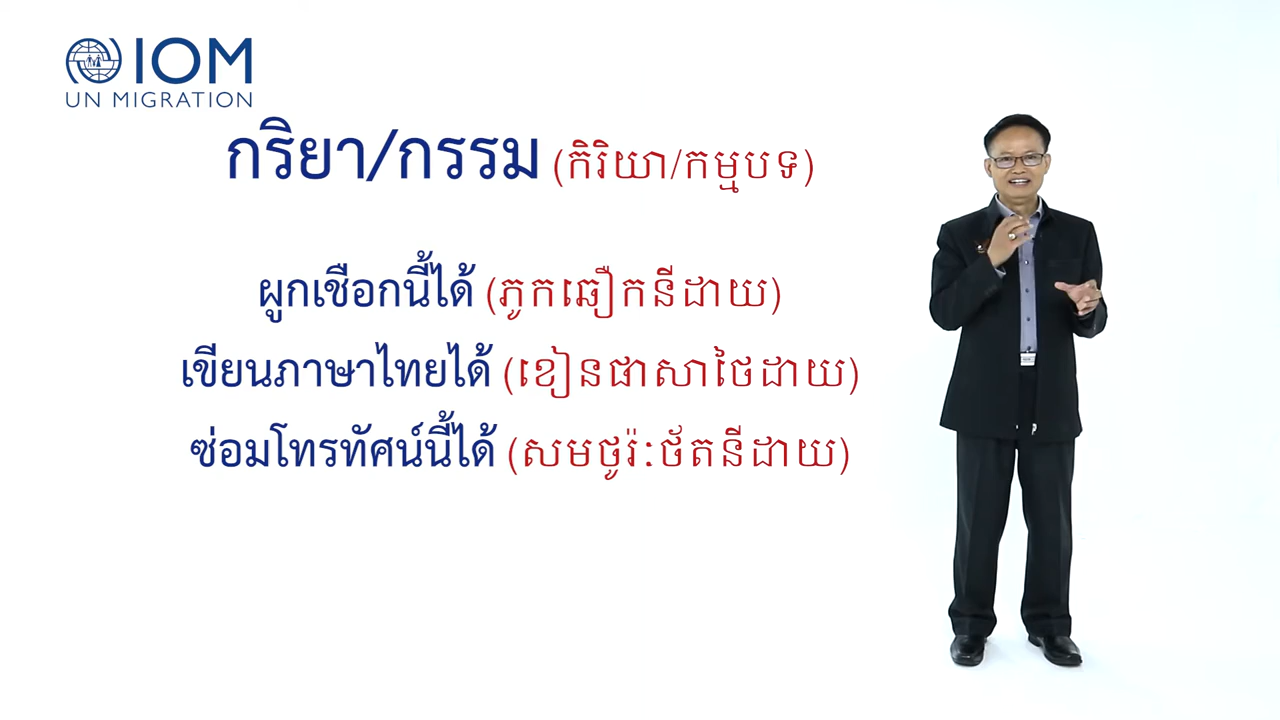 IOM
UN MIGRATION
กริยา/กรรม (កិរិយា/កម្មបទ)
ผูกเชือกนี้ได้ (ភូកឆឿកនីដាយ)
เขียนภาษาไทยได้ (ខៀនផាសាថៃដាយ)
ซ่อมโทรทัศน์นี้ได้ (សមថូរ៉ៈថ័តនីដាយ)